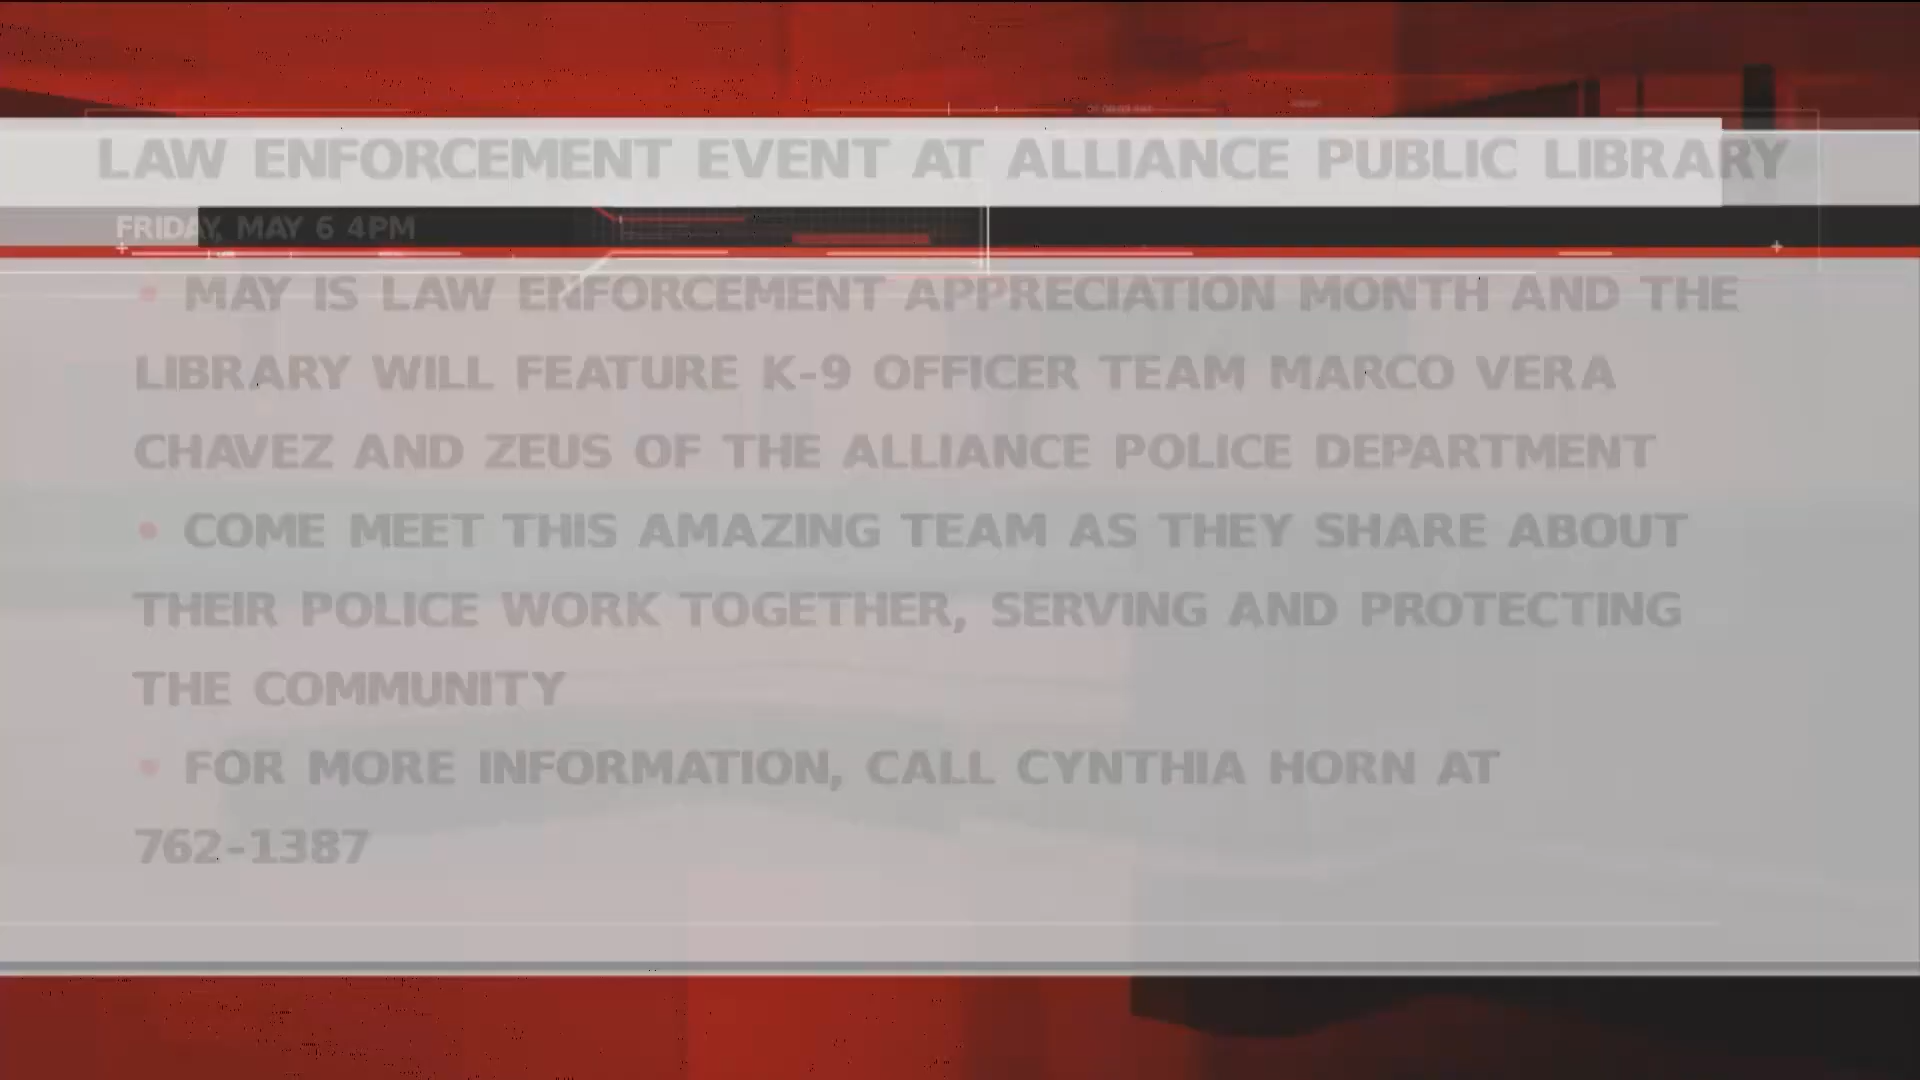 LAW ENFORCEMENT EVENT AT ALLIANCE PUBLIC LIBRARY
FRIDAY, MAY 6 4PM
• MAY IS LAW ENFORCEMENT APPRECIATION MONTH AND THE
LIBRARY WILL FEATURE K-9 OFFICER TEAM MARCO VERA
CHAVEZ AND ZEUS OF THE ALLIANCE POLICE DEPARTMENT
• COME MEET THIS AMAZING TEAM AS THEY SHARE ABOUT
THEIR POLICE WORK TOGETHER, SERVING AND PROTECTING
THE COMMUNITY
• FOR MORE INFORMATION, CALL CYNTHIA HORN AT
762-1387